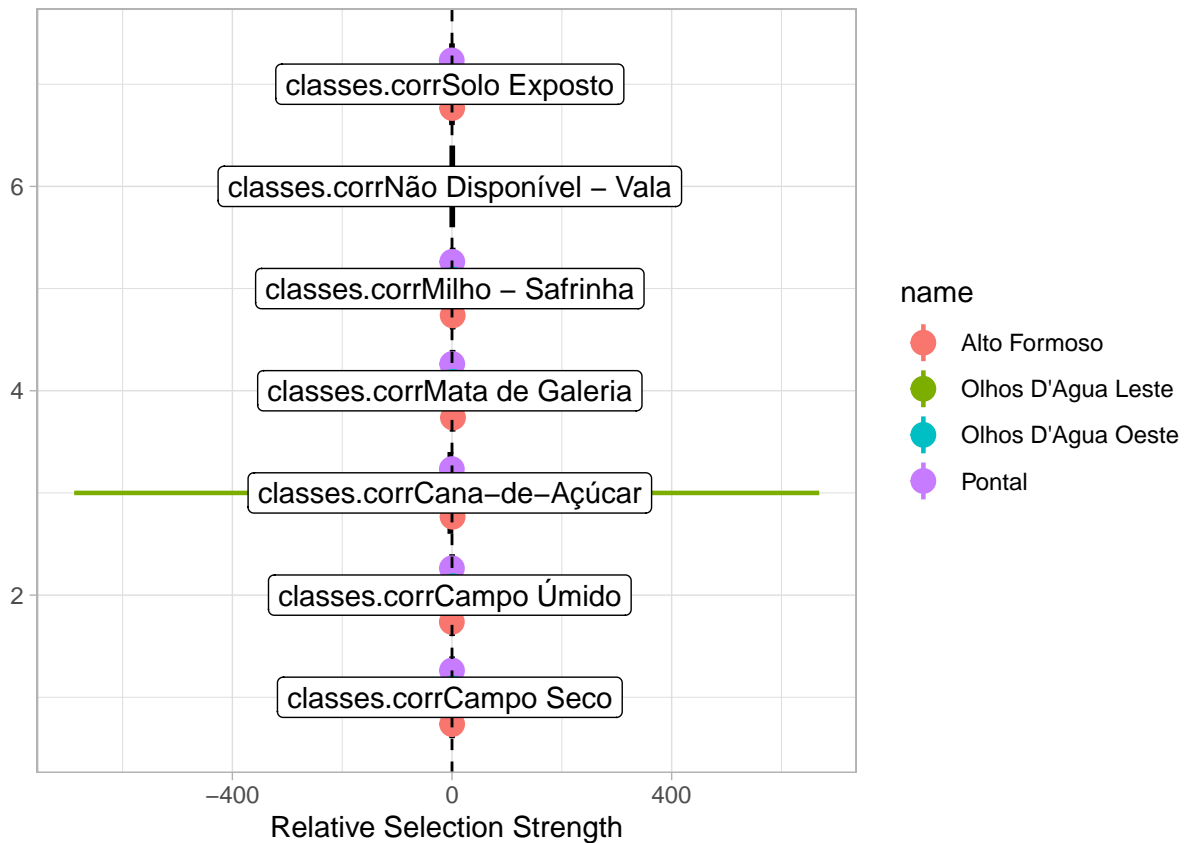 classes.corrSolo Exposto
6
classes.corrNão Disponível − Vala
classes.corrMilho − Safrinha
4
classes.corrMata de Galeria
classes.corrCana−de−Açúcar
2
classes.corrCampo Úmido
classes.corrCampo Seco
−400
0
400
Relative Selection Strength
name
Alto Formoso
Olhos D'Agua Leste
Olhos D'Agua Oeste
Pontal